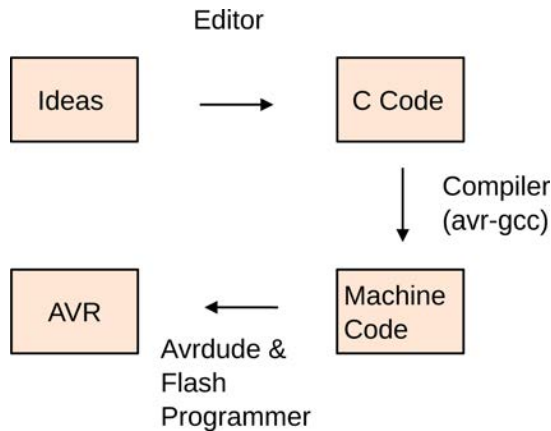 Editor
Ideas
C Code
Compiler
(avr-gcc)
Machine
Code
AVR
Avrdude &
Flash
Programmer